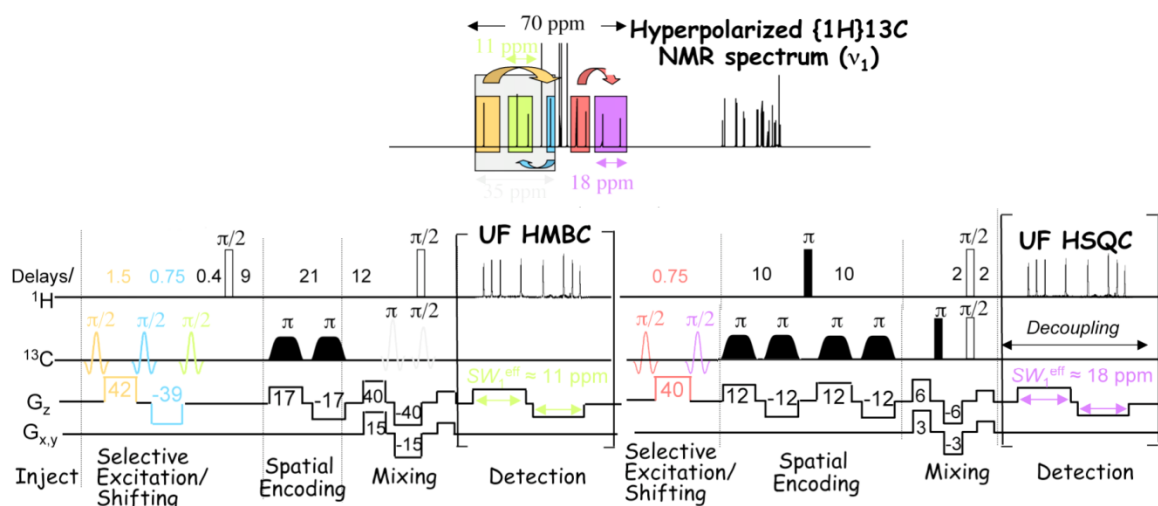 70 ppm
Hyperpolarized {1H}13C
NMR spectrum (ν₁)
11 ppm
35 ppm
18 ppm
UF HMBC
UF HSQC
π/2
π/2
π
π/2
Delays/
1.5
0.75
0.4
9
21
12
0.75
10
10
2
2
¹H
π/2
π/2
π/2
π
π
π
π/2
π/2
π/2
π
π
π
π
π
π/2
Decoupling
¹³C
SW₁ᵉᶠᶠ ≈ 11 ppm
SW₁ᵉᶠᶠ ≈ 18 ppm
G_z
42
-39
17
-17
40
-40
40
12
-12
12
-12
6
-6
G_x,y
15
-15
3
-3
Inject
Selective
Excitation/
Shifting
Spatial
Encoding
Mixing
Detection
Selective
Excitation/
Shifting
Spatial
Encoding
Mixing
Detection